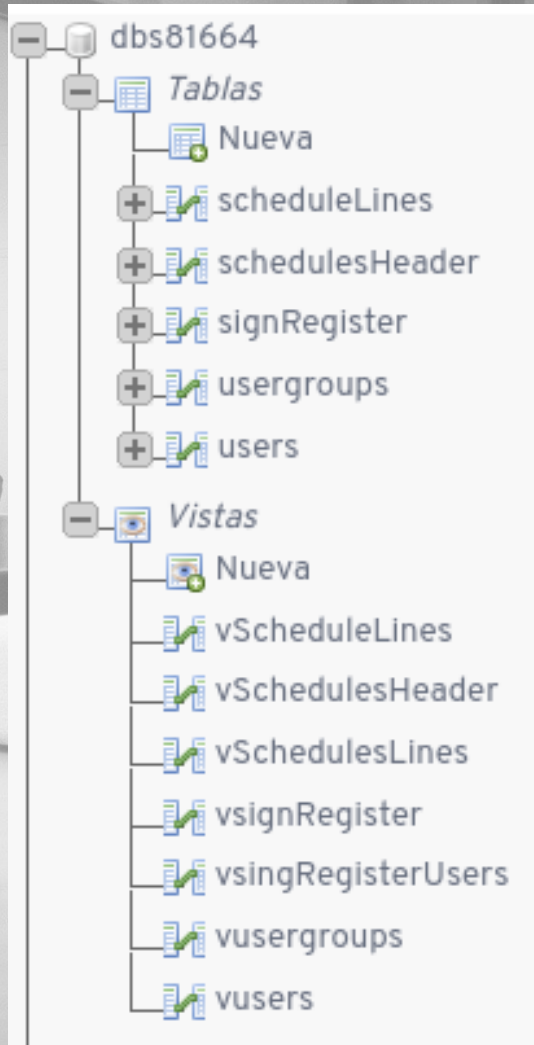 dbs81664
Tablas
Nueva
scheduleLines
schedulesHeader
signRegister
usergroups
users
Vistas
Nueva
vScheduleLines
vSchedulesHeader
vSchedulesLines
vsignRegister
vsingRegisterUsers
vusergroups
vusers